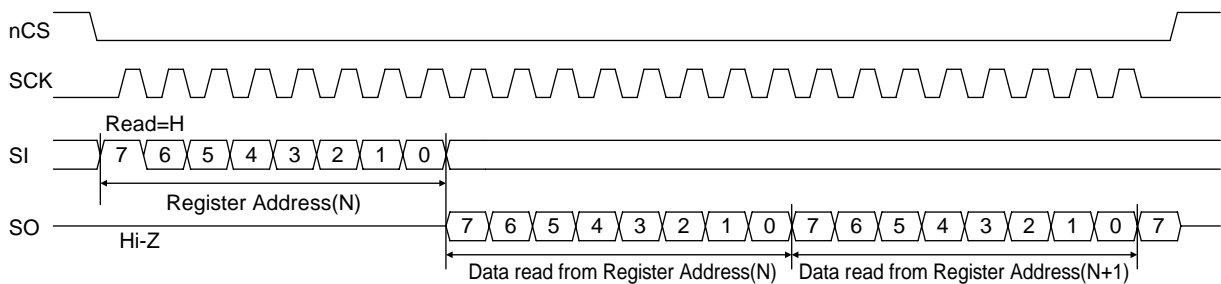 nCS
SCK
Read=H
SI 7 6 5 4 3 2 1 0
Register Address(N)
SO Hi-Z 7 6 5 4 3 2 1 0 7 6 5 4 3 2 1 0 7
Data read from Register Address(N) Data read from Register Address(N+1)